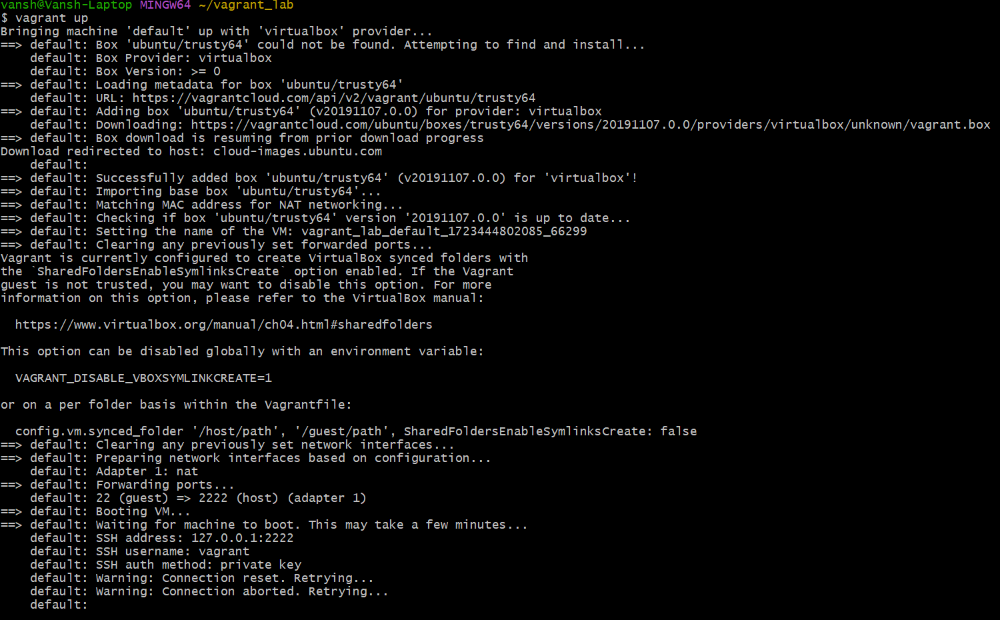 vansh@Vansh-Laptop MINGW64 ~/vagrant_lab
$ vagrant up
Bringing machine 'default' up with 'virtualbox' provider...
==> default: Box 'ubuntu/trusty64' could not be found. Attempting to find and install...
    default: Box Provider: virtualbox
    default: Box Version: >= 0
==> default: Loading metadata for box 'ubuntu/trusty64'
    default: URL: https://vagrantcloud.com/api/v2/vagrant/ubuntu/trusty64
==> default: Adding box 'ubuntu/trusty64' (v20191107.0.0) for provider: virtualbox
    default: Downloading: https://vagrantcloud.com/ubuntu/boxes/trusty64/versions/20191107.0.0/providers/virtualbox/unknown/vagrant.box
==> default: Box download is resuming from prior download progress
Download redirected to host: cloud-images.ubuntu.com
    default:
==> default: Successfully added box 'ubuntu/trusty64' (v20191107.0.0) for 'virtualbox'!
==> default: Importing base box 'ubuntu/trusty64'...
==> default: Matching MAC address for NAT networking...
==> default: Checking if box 'ubuntu/trusty64' version '20191107.0.0' is up to date...
==> default: Setting the name of the VM: vagrant_lab_default_1723444802085_66299
==> default: Clearing any previously set forwarded ports...
Vagrant is currently configured to create VirtualBox synced folders with
the `SharedFoldersEnableSymlinksCreate` option enabled. If the Vagrant
guest is not trusted, you may want to disable this option. For more
information on this option, please refer to the VirtualBox manual:

  https://www.virtualbox.org/manual/ch04.html#sharedfolders

This option can be disabled globally with an environment variable:

  VAGRANT_DISABLE_VBOXSYMLINKCREATE=1

or on a per folder basis within the Vagrantfile:

  config.vm.synced_folder '/host/path', '/guest/path', SharedFoldersEnableSymlinksCreate: false
==> default: Clearing any previously set network interfaces...
==> default: Preparing network interfaces based on configuration...
    default: Adapter 1: nat
==> default: Forwarding ports...
    default: 22 (guest) => 2222 (host) (adapter 1)
==> default: Booting VM...
==> default: Waiting for machine to boot. This may take a few minutes...
    default: SSH address: 127.0.0.1:2222
    default: SSH username: vagrant
    default: SSH auth method: private key
    default: Warning: Connection reset. Retrying...
    default: Warning: Connection aborted. Retrying...
    default: